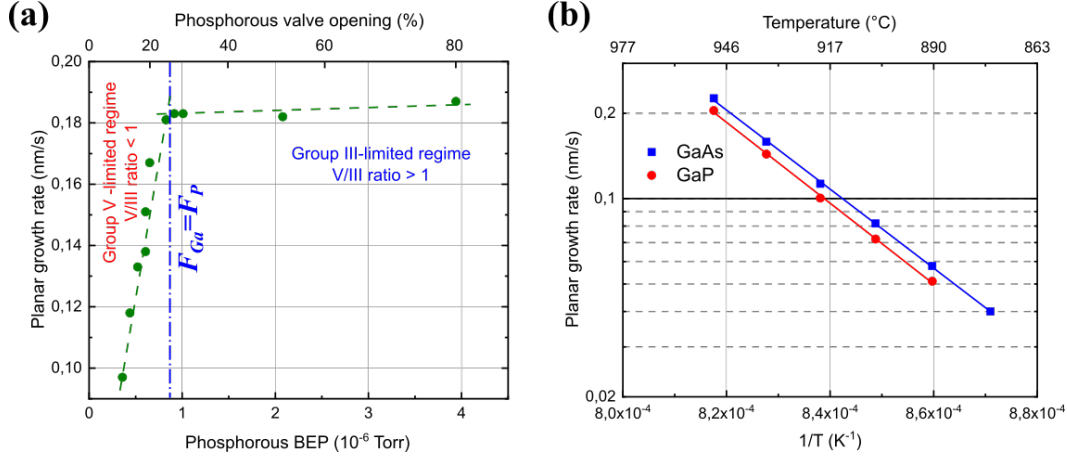 (a)
Phosphorous valve opening (%)
0 20 40 60 80
0,20
0,18
0,16
0,14
0,12
0,10
Planar growth rate (nm/s)
Group V -limited regime
V/III ratio < 1
F_Ga=F_P
Group III-limited regime
V/III ratio > 1
0 1 2 3 4
Phosphorous BEP (10⁻⁶ Torr)
(b)
Temperature (°C)
977 946 917 890 863
0.2
0.1
0,02
Planar growth rate (nm/s)
GaAs
GaP
8,0x10⁻⁴ 8,2x10⁻⁴ 8,4x10⁻⁴ 8,6x10⁻⁴ 8,8x10⁻⁴
1/T (K⁻¹)